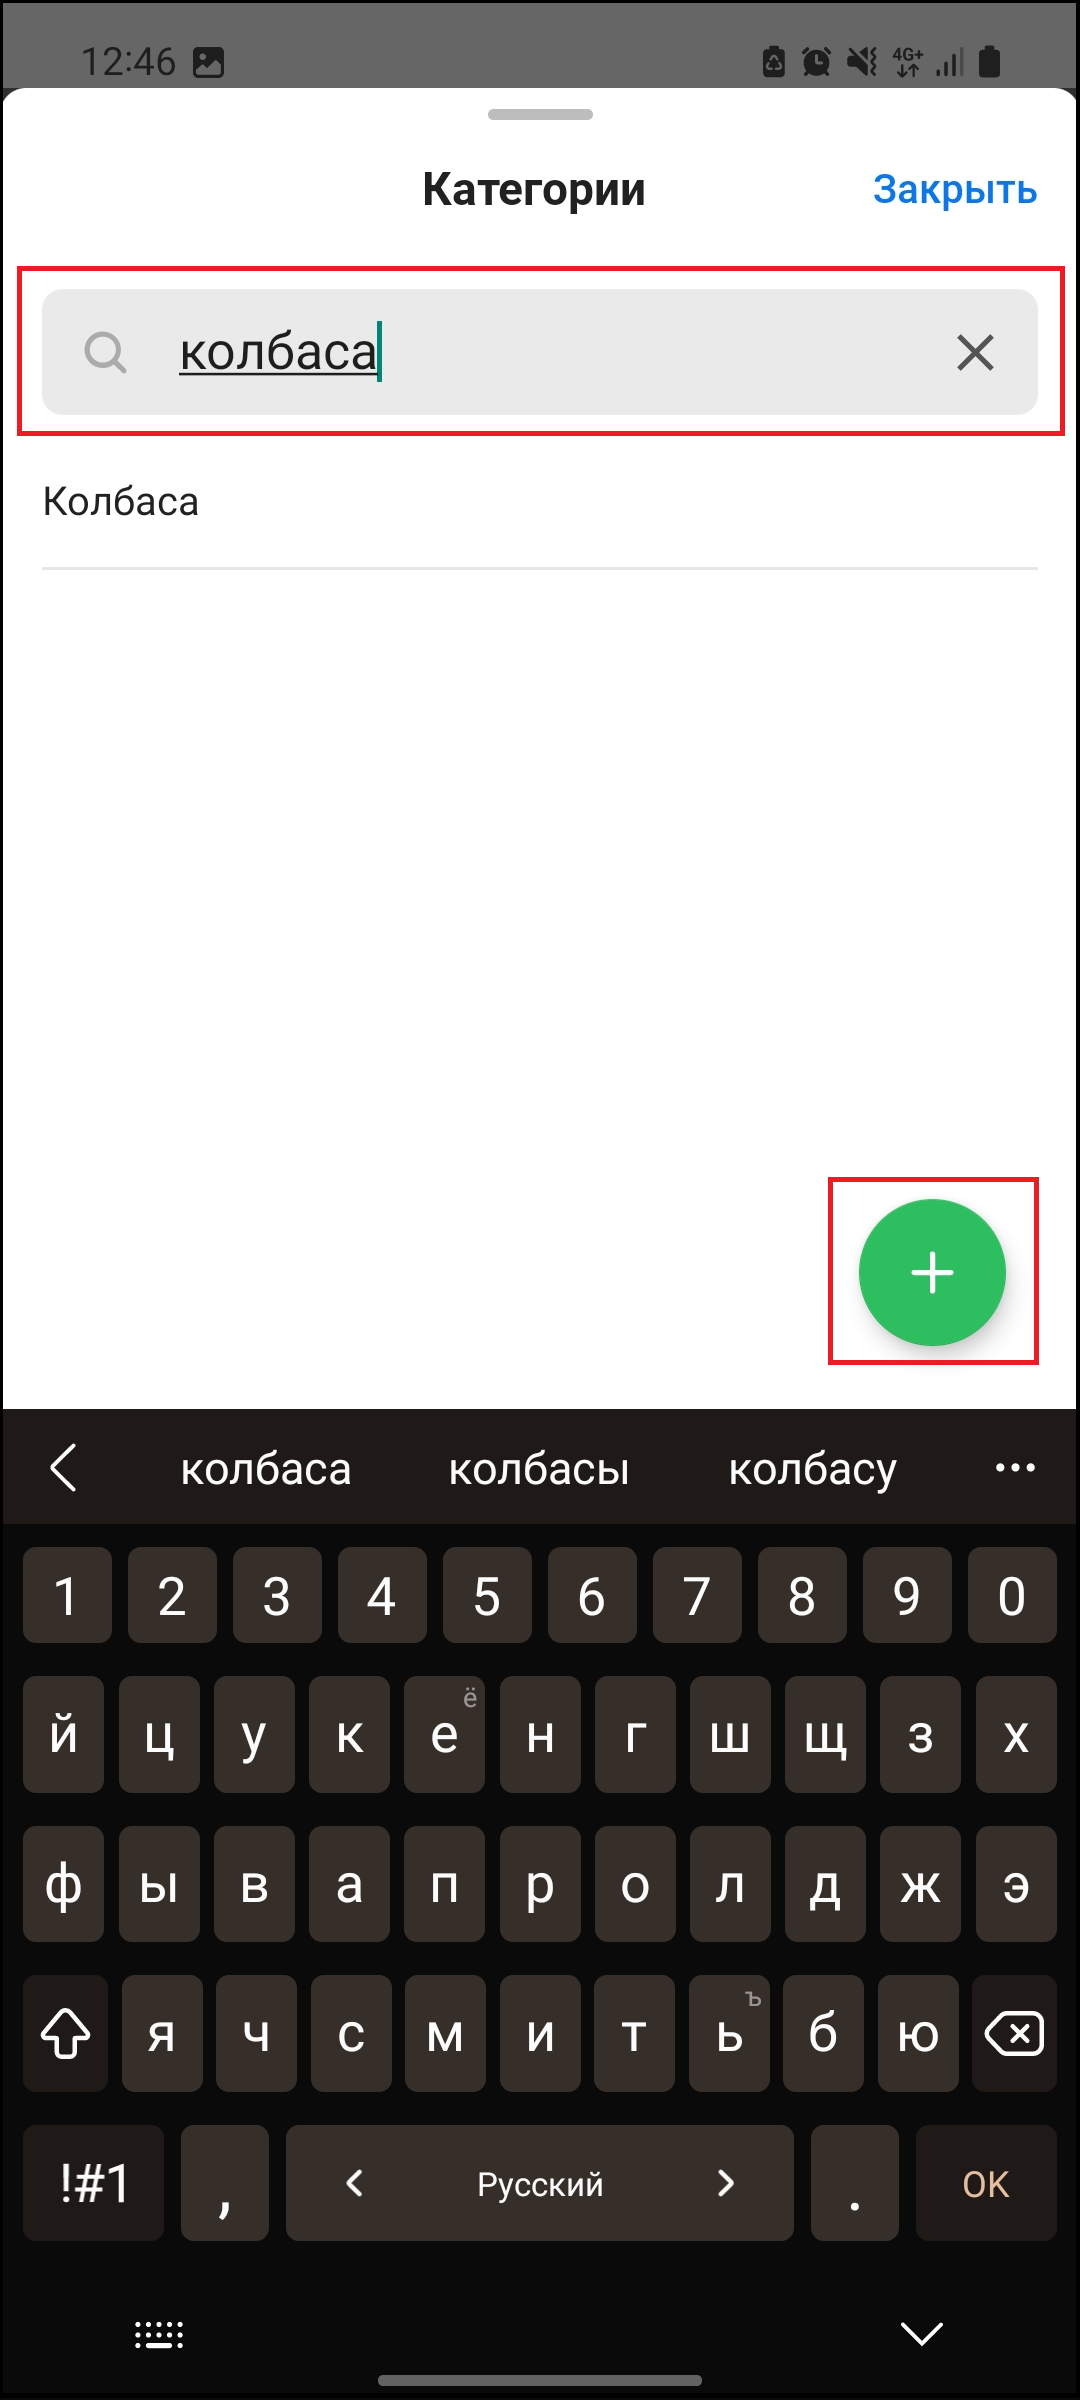 12:46 4G+
Категории Закрыть
колбаса
Колбаса
колбаса колбасы колбасу ...
1 2 3 4 5 6 7 8 9 0
й ц у к е ё н г ш щ з х
ф ы в а п р о л д ж э
я ч с м и т ь ъ б ю
!#1 , Русский . OK